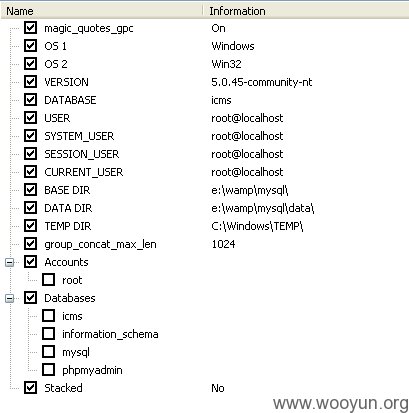 Name Information
magic_quotes_gpc On
OS 1 Windows
OS 2 Win32
VERSION 5.0.45-community-nt
DATABASE icms
USER root@localhost
SYSTEM_USER root@localhost
SESSION_USER root@localhost
CURRENT_USER root@localhost
BASE DIR e:\wamp\mysql\
DATA DIR e:\wamp\mysql\data\
TEMP DIR C:\Windows\TEMP\
group_concat_max_len 1024
Accounts
root
Databases
icms
information_schema
mysql
phpmyadmin
Stacked No
www.wooyun.org